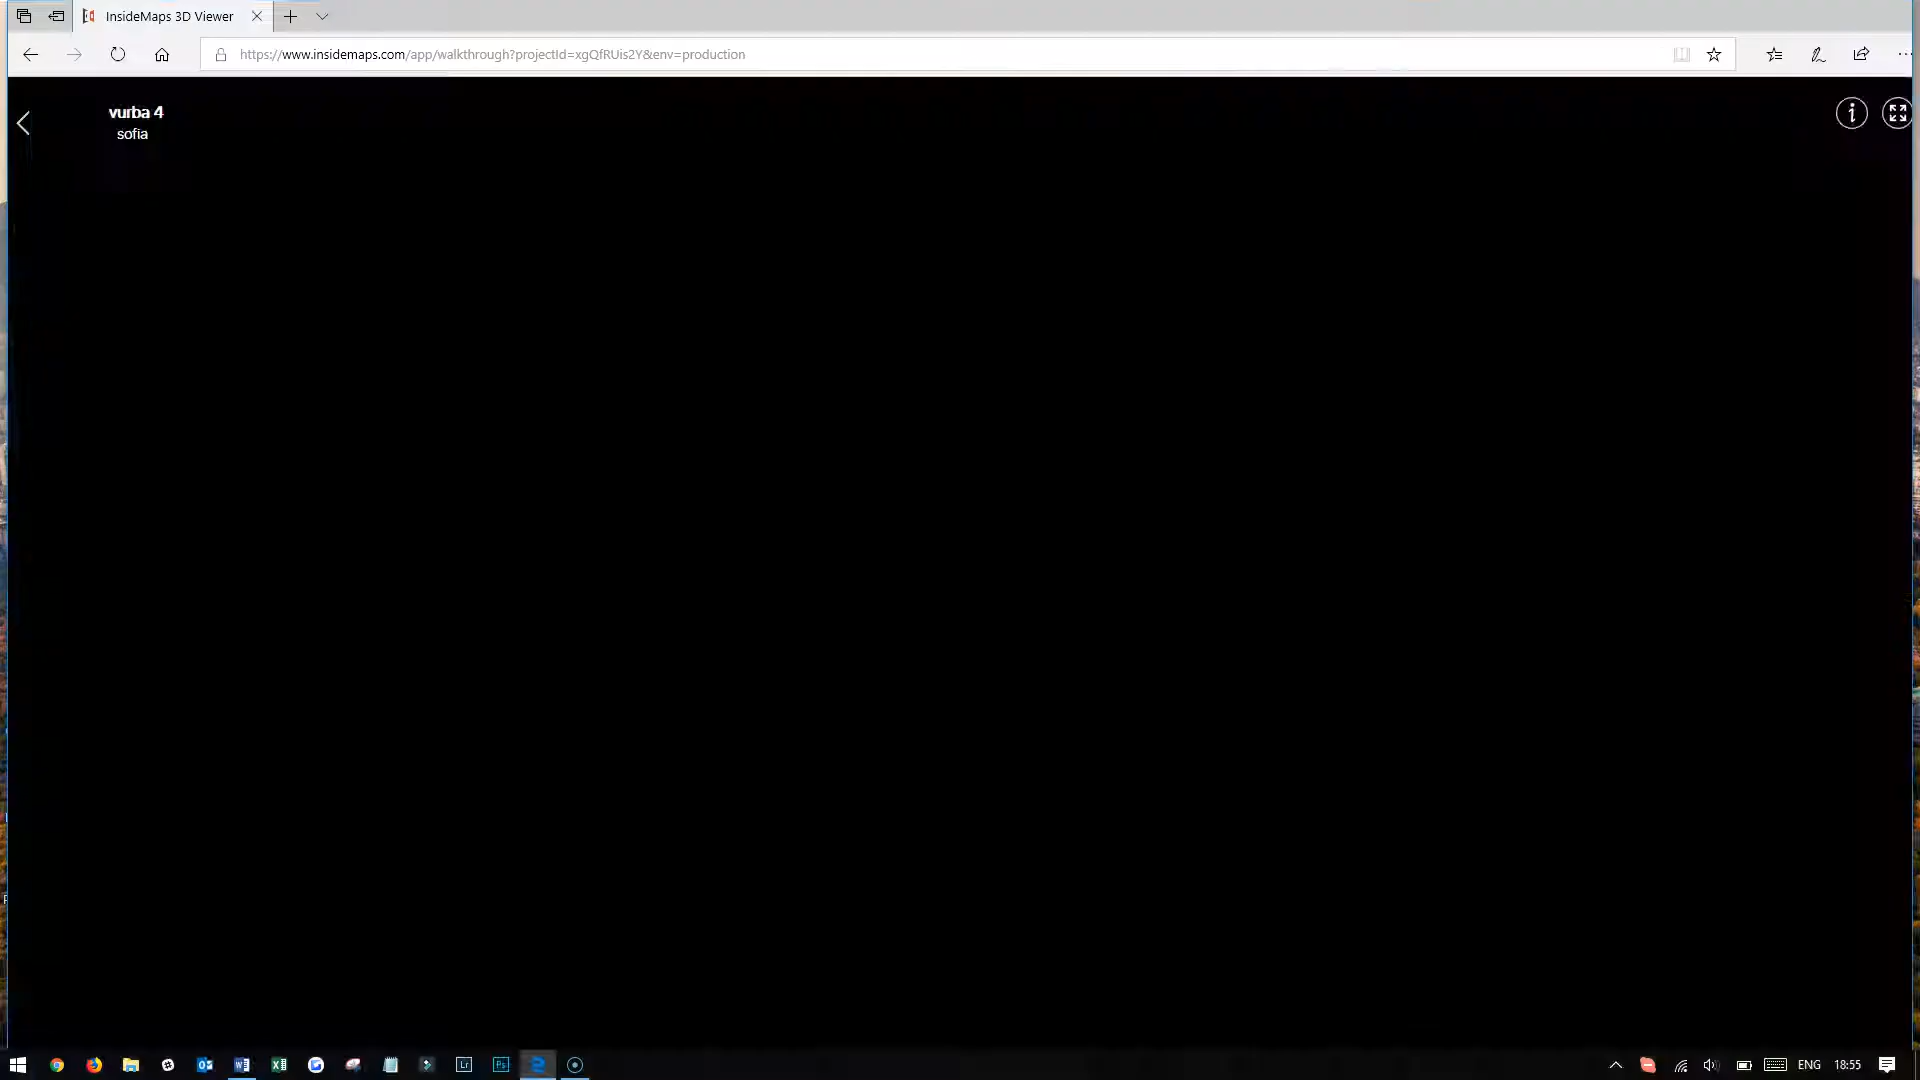 InsideMaps 3D Viewer
https://www.insidemaps.com/app/walkthrough?projectId=xgQfRUis2Y&env=production
vurba 4
sofia
ENG 18:55